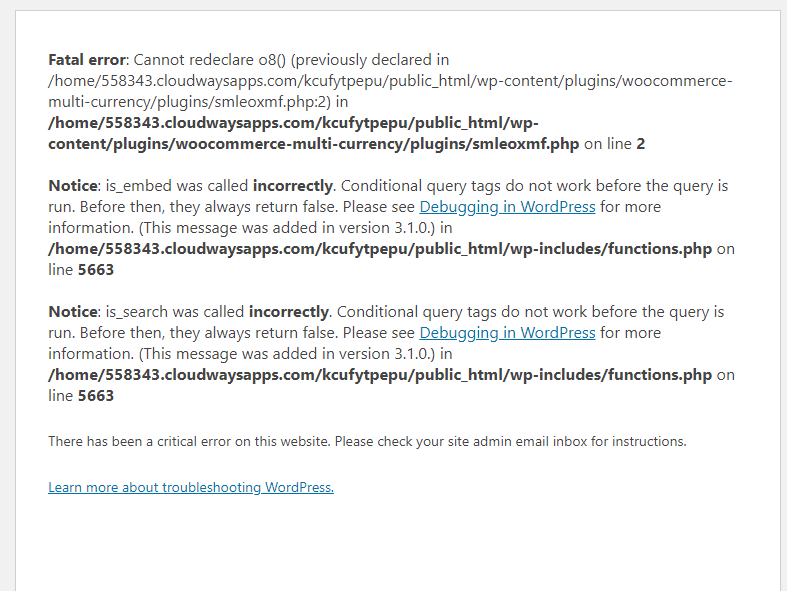 Fatal error: Cannot redeclare o8() (previously declared in
/home/558343.cloudwaysapps.com/kcufytpepu/public_html/wp-content/plugins/woocommerce-
multi-currency/plugins/smleoxmf.php:2) in
/home/558343.cloudwaysapps.com/kcufytpepu/public_html/wp-
content/plugins/woocommerce-multi-currency/plugins/smleoxmf.php on line 2
Notice: is_embed was called incorrectly. Conditional query tags do not work before the query is
run. Before then, they always return false. Please see Debugging in WordPress for more
information. (This message was added in version 3.1.0.) in
/home/558343.cloudwaysapps.com/kcufytpepu/public_html/wp-includes/functions.php on
line 5663
Notice: is_search was called incorrectly. Conditional query tags do not work before the query is
run. Before then, they always return false. Please see Debugging in WordPress for more
information. (This message was added in version 3.1.0.) in
/home/558343.cloudwaysapps.com/kcufytpepu/public_html/wp-includes/functions.php on
line 5663
There has been a critical error on this website. Please check your site admin email inbox for instructions.
Learn more about troubleshooting WordPress.